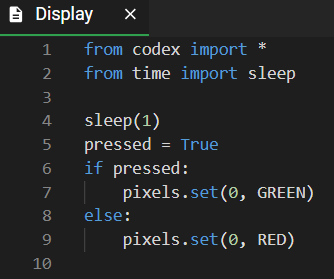 Display ×
1 from codex import *
2 from time import sleep
3
4 sleep(1)
5 pressed = True
6 if pressed:
7     pixels.set(0, GREEN)
8 else:
9     pixels.set(0, RED)
10